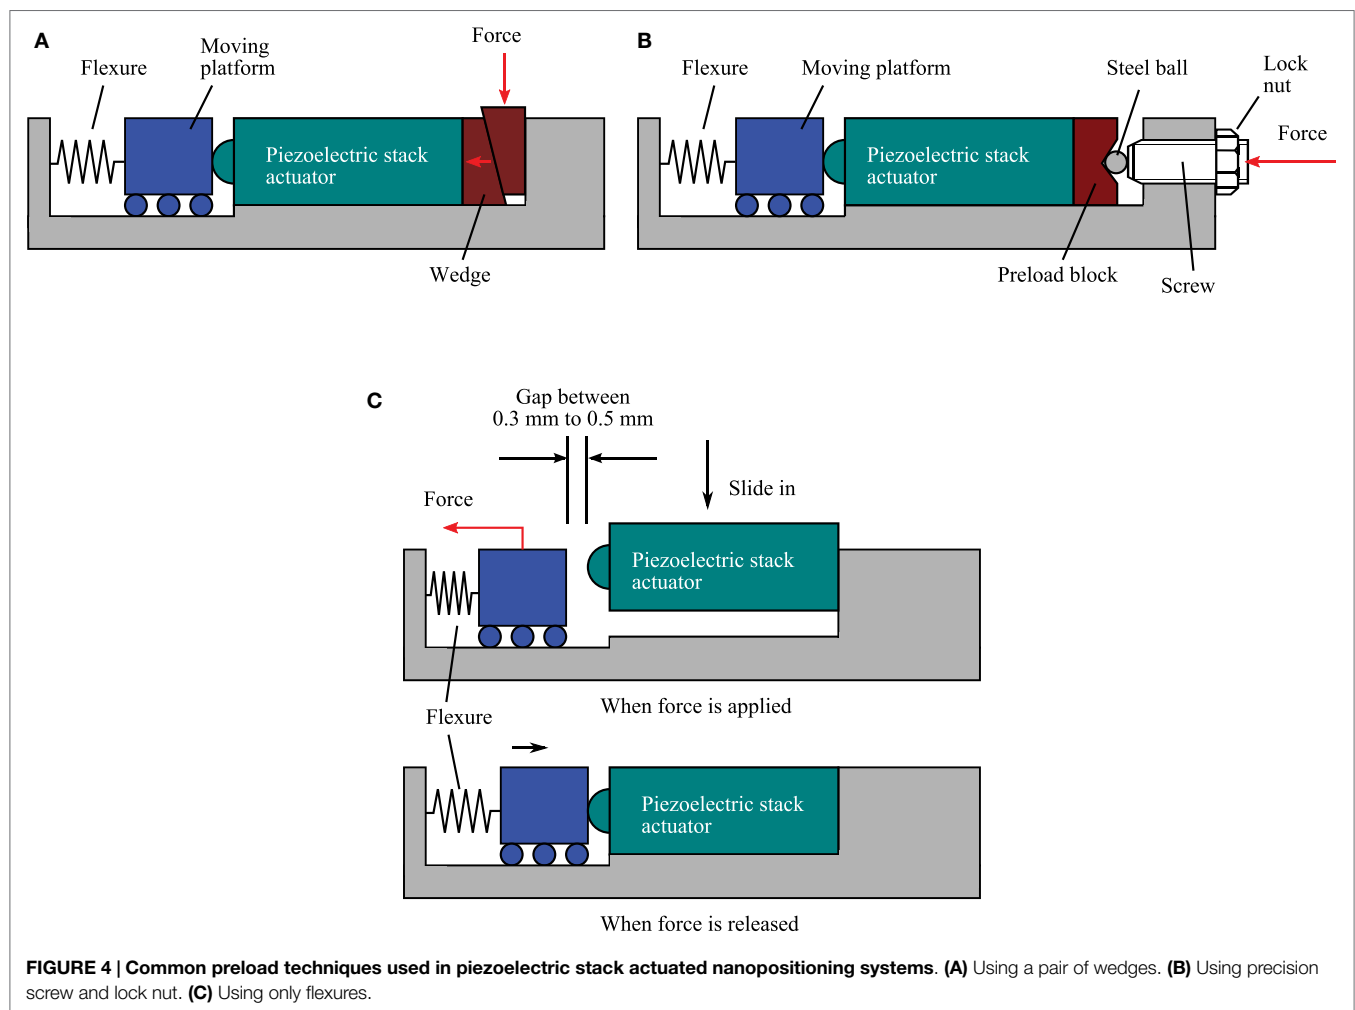 A
Moving
platform
Flexure
Force
Piezoelectric stack
actuator
Wedge
B
Flexure
Moving platform
Steel ball
Lock
nut
Force
Piezoelectric stack
actuator
Preload block
Screw
C
Gap between
0.3 mm to 0.5 mm
Slide in
Force
Piezoelectric stack
actuator
When force is applied
Flexure
Piezoelectric stack
actuator
When force is released
FIGURE 4 | Common preload techniques used in piezoelectric stack actuated nanopositioning systems. (A) Using a pair of wedges. (B) Using precision
screw and lock nut. (C) Using only flexures.